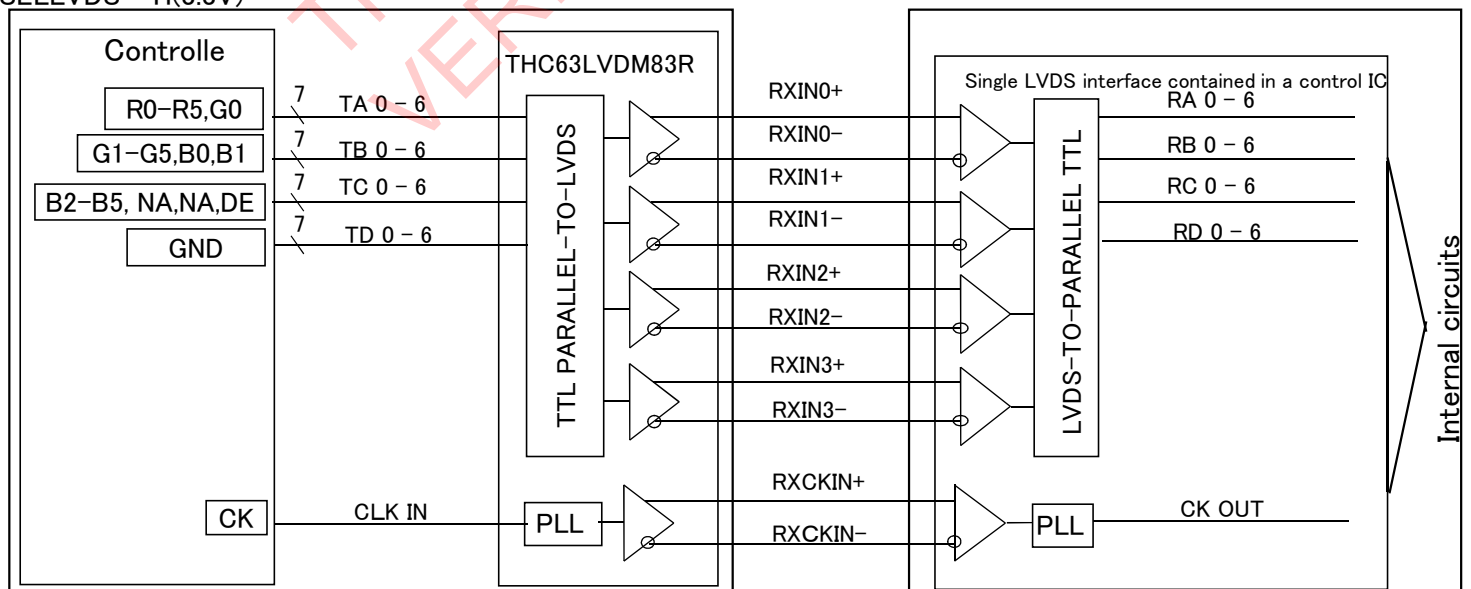 Controlle
THC63LVDM83R
Single LVDS interface contained in a control IC
R0-R5,G0
7
TA 0 - 6
RXIN0+
RA 0 - 6
G1-G5,B0,B1
7
TB 0 - 6
RXIN0-
RB 0 - 6
B2-B5, NA,NA,DE
7
TC 0 - 6
RXIN1+
RC 0 - 6
GND
7
TD 0 - 6
RXIN1-
RD 0 - 6
TTL PARALLEL-TO-LVDS
LVDS-TO-PARALLEL TTL
RXIN2+
RXIN2-
RXIN3+
RXIN3-
Internal circuits
CK
CLK IN
PLL
RXCKIN+
RXCKIN-
PLL
CK OUT